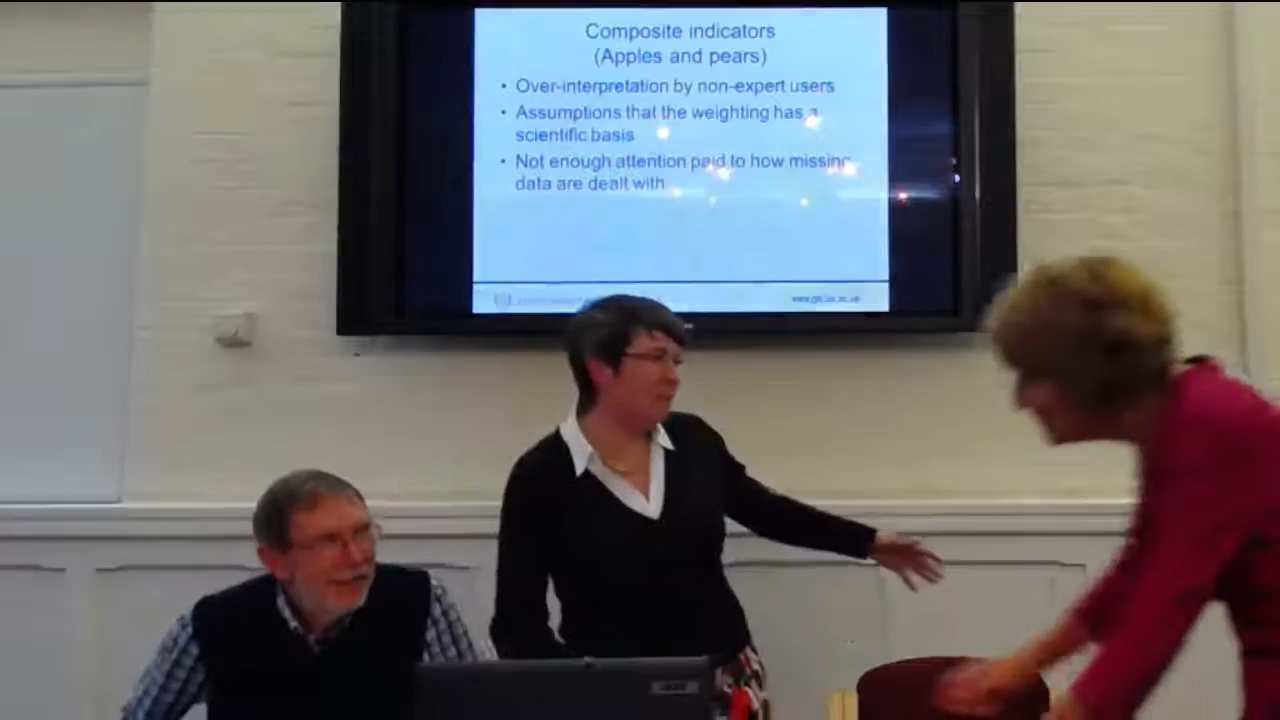 Composite indicators
(Apples and pears)
• Over-interpretation by non-expert users
• Assumptions that the weighting has a
scientific basis
• Not enough attention paid to how missing
data are dealt with